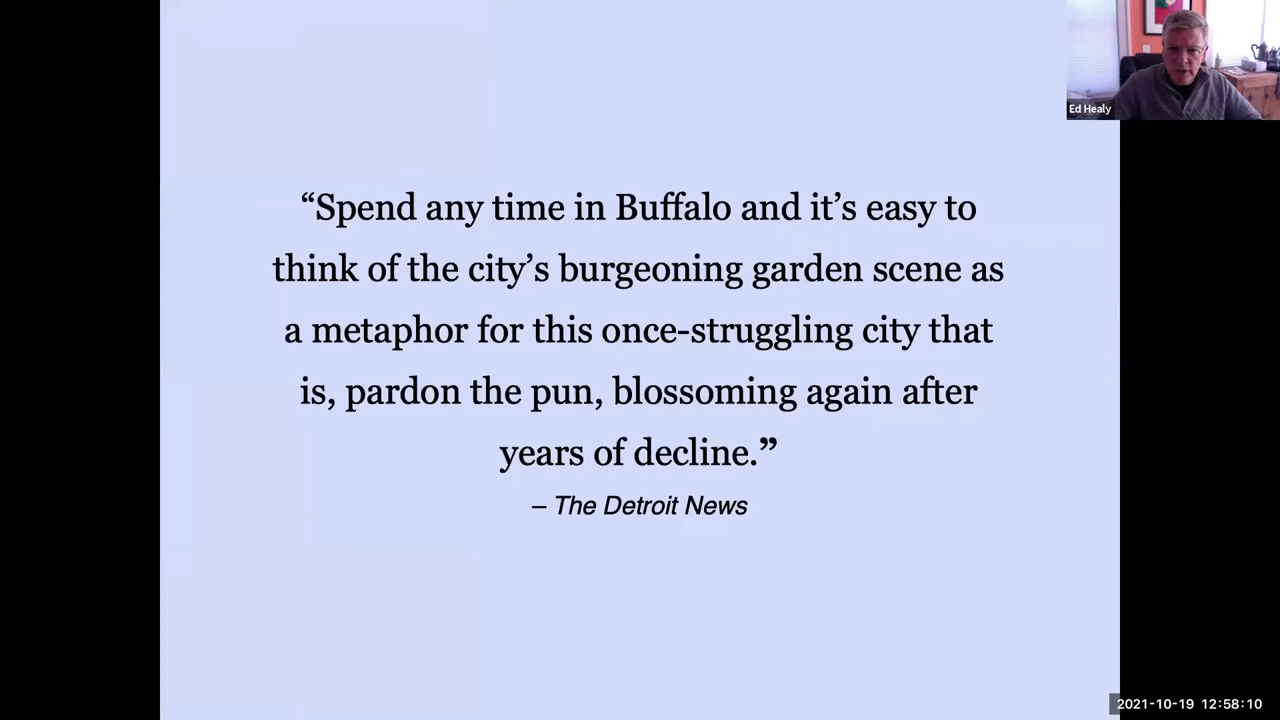 Ed Healy
“Spend any time in Buffalo and it’s easy to
think of the city’s burgeoning garden scene as
a metaphor for this once-struggling city that
is, pardon the pun, blossoming again after
years of decline.”
– The Detroit News
2021-10-19 12:58:10